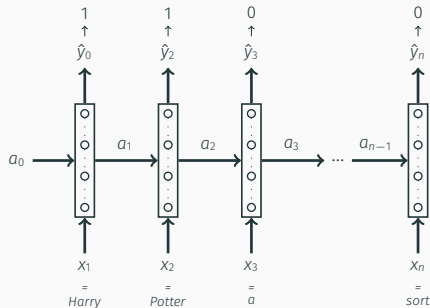 1 1 0 0
↑ ↑ ↑ ↑
ŷ₀ ŷ₂ ŷ₃ ŷₙ
a₀ a₁ a₂ a₃ ... aₙ₋₁
x₁ x₂ x₃ xₙ
= = = =
Harry Potter a sort